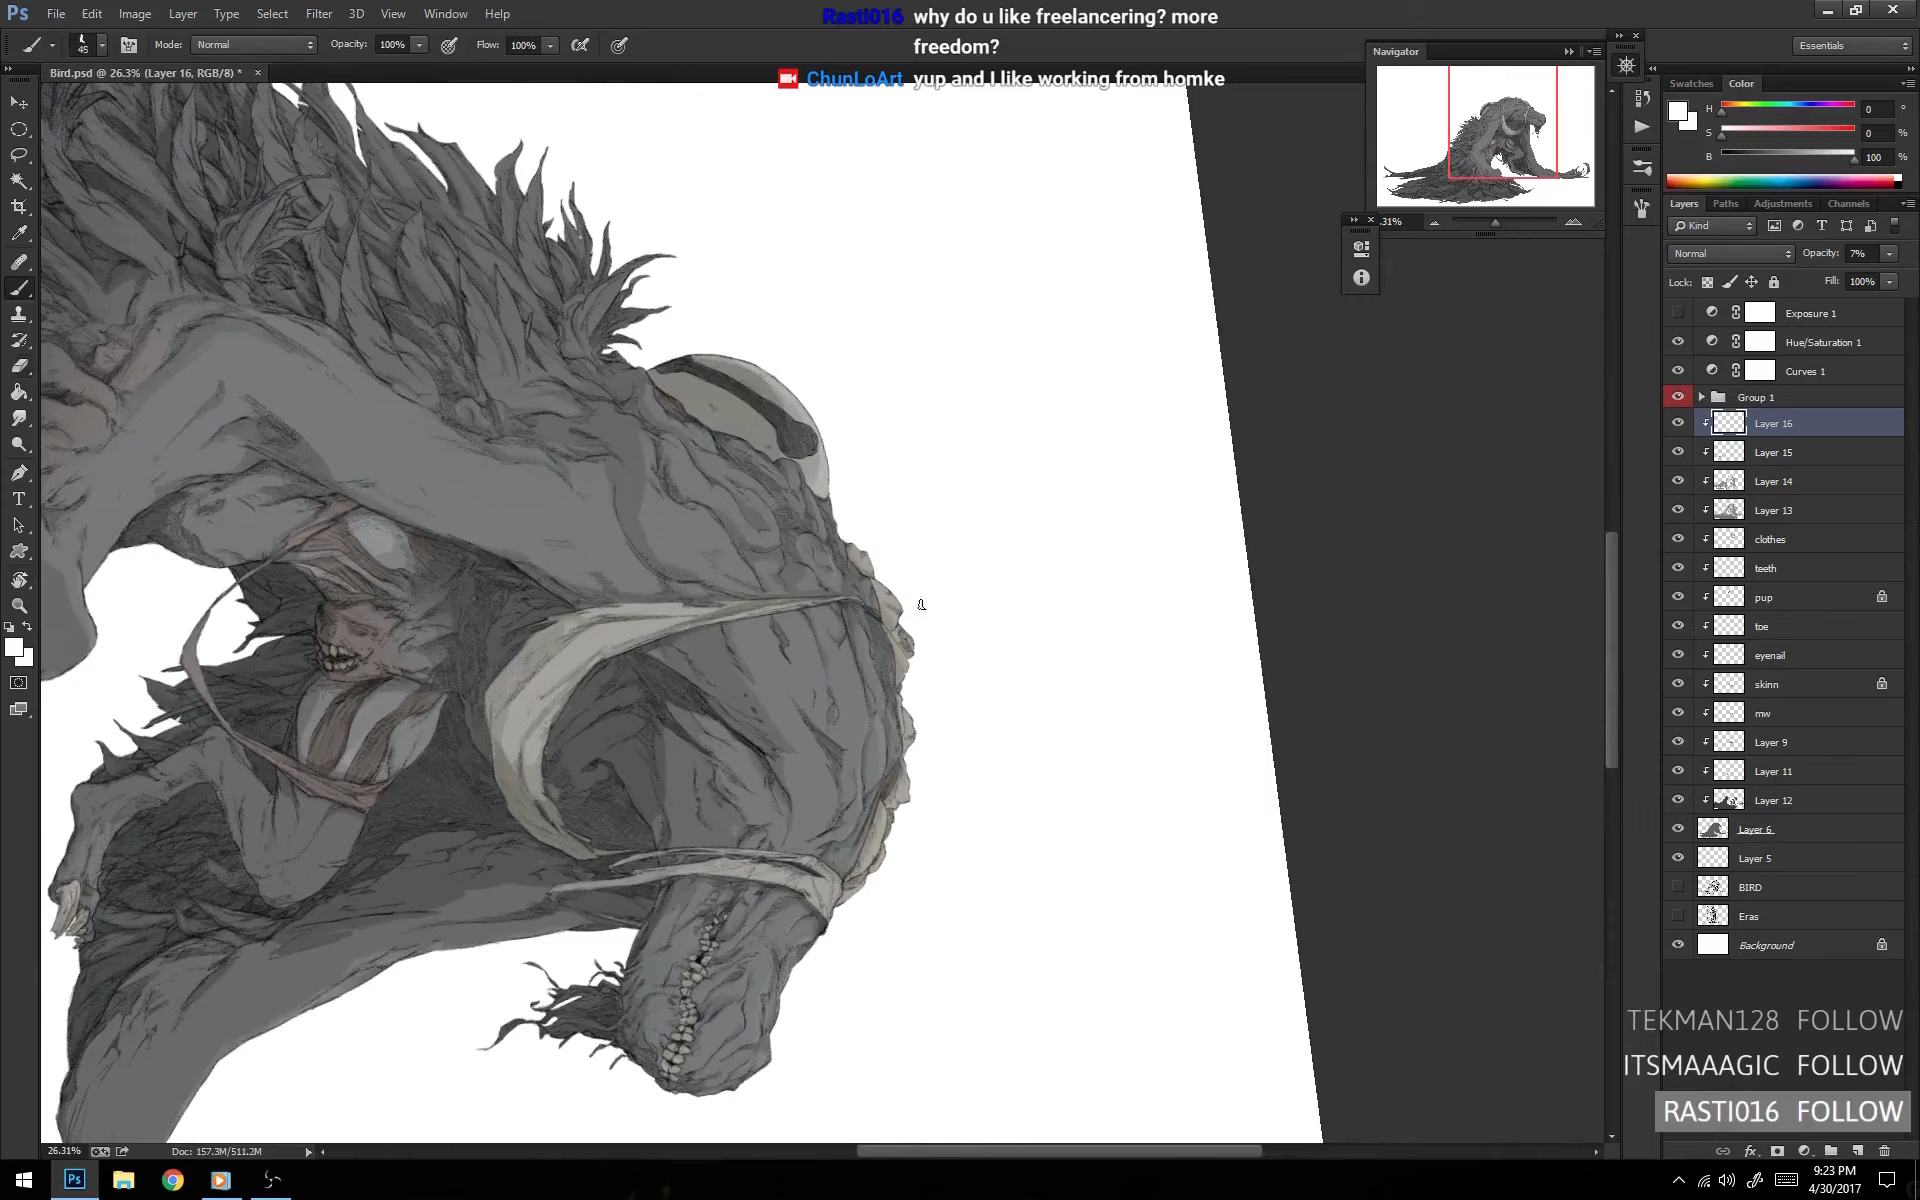 Ps File Edit Image Layer Type Select Filter 3D View Window Help
Rasti016 why do u like freelancering? more
freedom?
ChunLoArt yup and I like working from homke
45 Mode: Normal Opacity: 100% Flow: 100%
Essentials
Bird.psd @ 26.3% (Layer 16, RGB/8) *
Navigator
Swatches Color
H 0 °
S 0 %
B 100 %
Layers Paths Adjustments Channels
Kind
Normal Opacity: 7%
Lock: Fill: 100%
Exposure 1
Hue/Saturation 1
Curves 1
Group 1
Layer 16
Layer 15
Layer 14
Layer 13
clothes
teeth
pup
toe
eyenail
skinn
mw
Layer 9
Layer 11
Layer 12
Layer 6
Layer 5
BIRD
Eras
Background
TEKMAN128 FOLLOW
ITSMAAAGIC FOLLOW
RASTI016 FOLLOW
26.31% Doc: 157.3M/511.2M
9:23 PM
4/30/2017